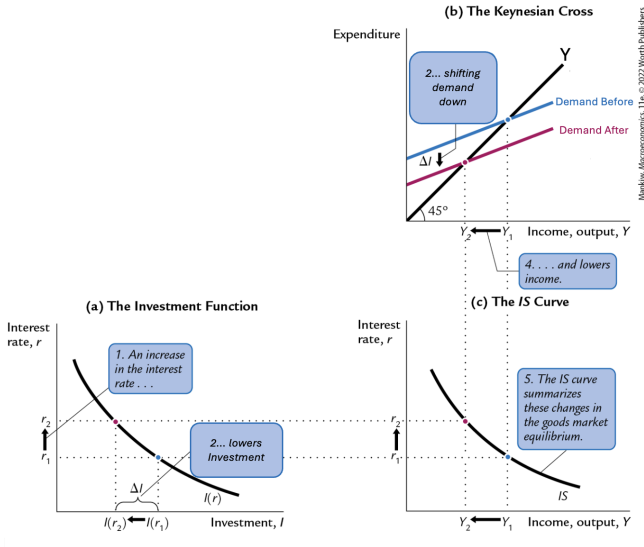 (b) The Keynesian Cross
Expenditure
Y
2... shifting
demand
down
Demand Before
Demand After
ΔI
45°
Y2 Y1 Income, output, Y
4. . . . and lowers
income.
Mankiw, Macroeconomics, 11e, © 2022 Worth Publishers
(a) The Investment Function
Interest
rate, r
1. An increase
in the interest
rate . . .
r2
r1
2... lowers
Investment
ΔI
I(r)
I(r2) I(r1) Investment, I
(c) The IS Curve
Interest
rate, r
5. The IS curve
summarizes
these changes in
the goods market
equilibrium.
r2
r1
IS
Y2 Y1 Income, output, Y